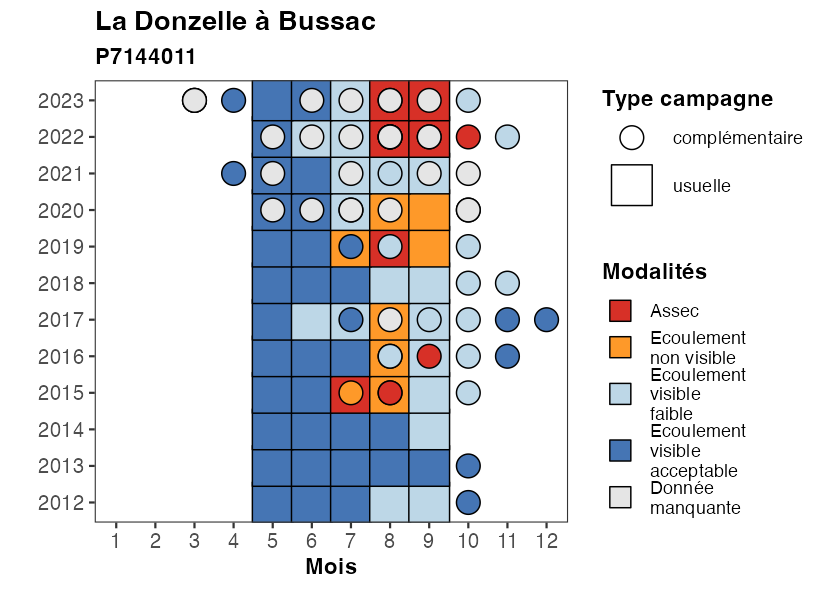 La Donzelle à Bussac
P7144011
2023
2022
2021
2020
2019
2018
2017
2016
2015
2014
2013
2012
1 2 3 4 5 6 7 8 9 10 11 12
Mois
Type campagne
complémentaire
usuelle
Modalités
Assec
Ecoulement
non visible
Ecoulement
visible
faible
Ecoulement
visible
acceptable
Donnée
manquante